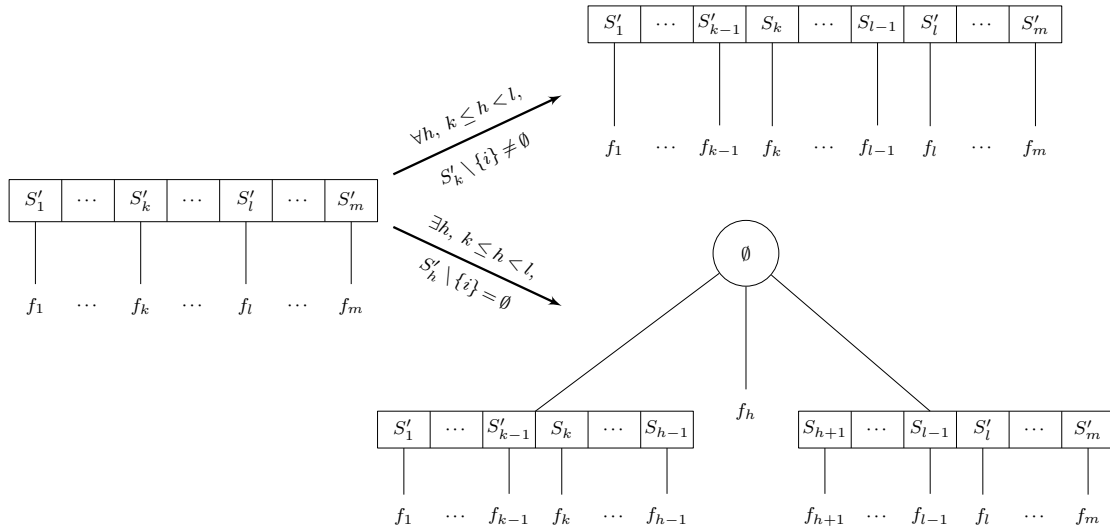 S′_1 ⋯ S′_{k−1} S_k ⋯ S_{l−1} S′_l ⋯ S′_m
f_1 ⋯ f_{k−1} f_k ⋯ f_{l−1} f_l ⋯ f_m
∀h, k ≤ h < l,
S′_k \ {i} ≠ ∅
S′_1 ⋯ S′_k ⋯ S′_l ⋯ S′_m
f_1 ⋯ f_k ⋯ f_l ⋯ f_m
∃h, k ≤ h < l,
S′_h \ {i} = ∅
∅
f_h
S′_1 ⋯ S′_{k−1} S_k ⋯ S_{h−1}
f_1 ⋯ f_{k−1} f_k ⋯ f_{h−1}
S_{h+1} ⋯ S_{l−1} S′_l ⋯ S′_m
f_{h+1} ⋯ f_{l−1} f_l ⋯ f_m